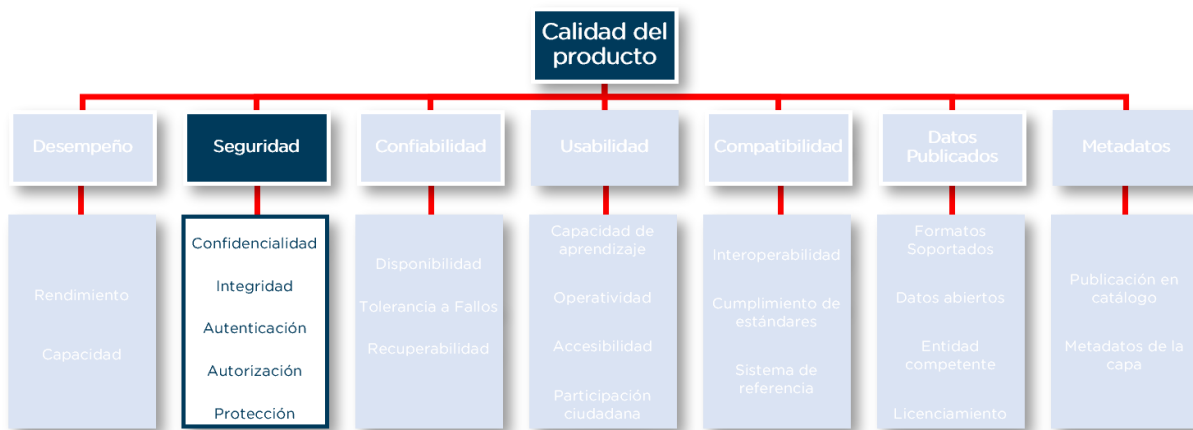 Calidad del
producto
Desempeño
Seguridad
Confiabilidad
Usabilidad
Compatibilidad
Datos
Publicados
Metadatos
Rendimiento
Capacidad
Confidencialidad
Integridad
Autenticación
Autorización
Protección
Disponibilidad
Tolerancia a Fallos
Recuperabilidad
Capacidad de
aprendizaje
Operatividad
Accesibilidad
Participación
ciudadana
Interoperabilidad
Cumplimiento de
estándares
Sistema de
referencia
Formatos
Soportados
Datos abiertos
Entidad
competente
Licenciamiento
Publicación en
catálogo
Metadatos de la
capa